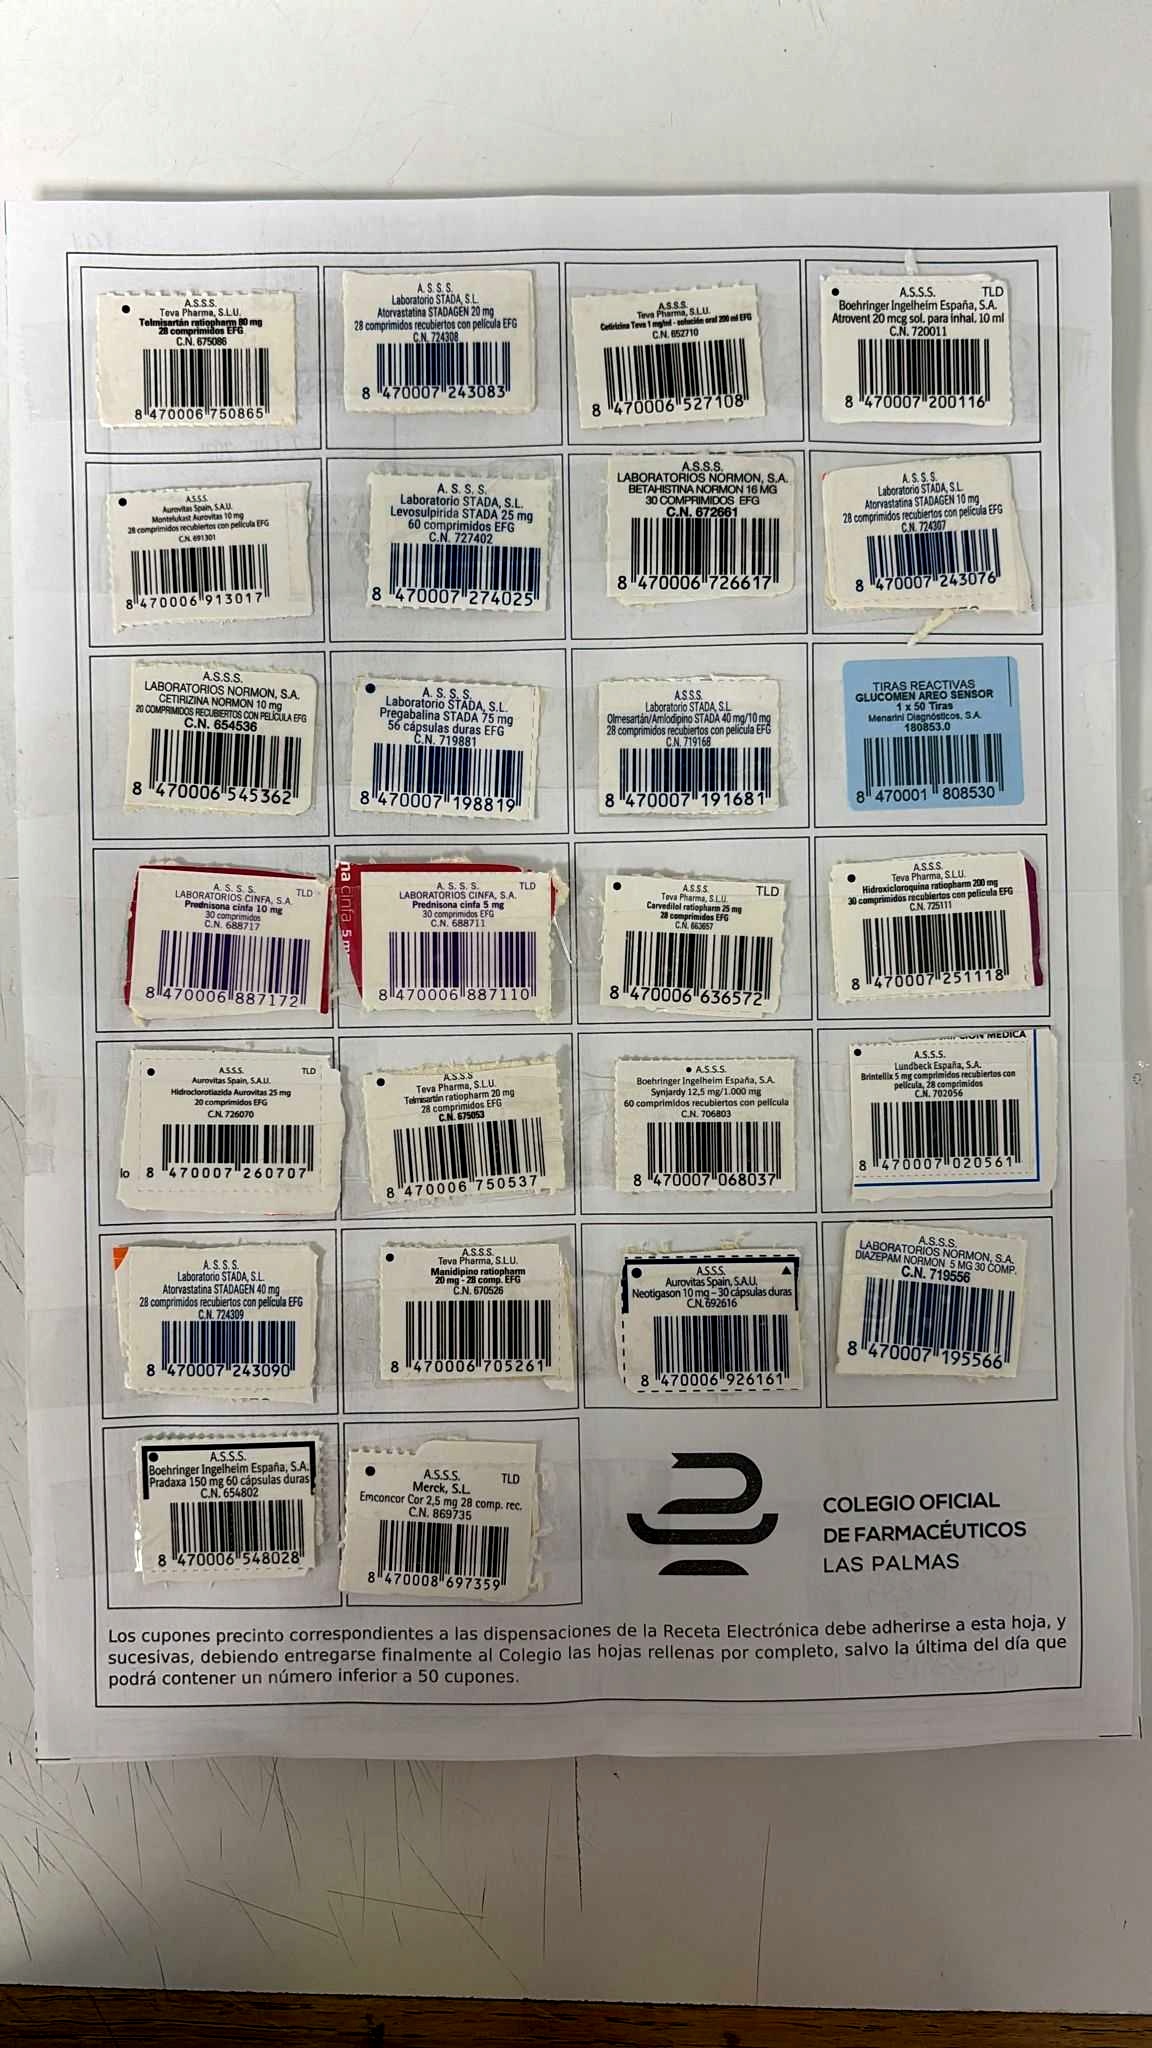 A.S.S.S.
Teva Pharma, S.L.U.
Telmisartán ratiopharm 80 mg
28 comprimidos EFG
C.N. 675086
8 470006 750865
A. S. S. S.
Laboratorio STADA, S.L.
Atorvastatina STADAGEN 20 mg
28 comprimidos recubiertos con película EFG
C.N. 724308
8 470007 243083
A.S.S.S.
Teva Pharma, S.L.U.
Cetirizina Teva 1 mg/ml - solución oral 200 ml EFG
C.N. 652710
8 470006 527108
A.S.S.S. TLD
Boehringer Ingelheim España, S.A.
Atrovent 20 mcg sol. para inhal. 10 ml
C.N. 720011
8 470007 200116
A.S.S.S.
Aurovitas Spain, S.A.U.
Montelukast Aurovitas 10 mg
28 comprimidos recubiertos con película EFG
C.N. 691301
8 470006 913017
A. S. S. S.
Laboratorio STADA, S.L.
Levosulpirida STADA 25 mg
60 comprimidos EFG
C.N. 727402
8 470007 274025
A.S.S.S.
LABORATORIOS NORMON, S.A.
BETAHISTINA NORMON 16 MG
30 COMPRIMIDOS EFG
C.N. 672661
8 470006 726617
A. S. S. S.
Laboratorio STADA, S.L.
Atorvastatina STADAGEN 10 mg
28 comprimidos recubiertos con película EFG
C.N. 724307
8 470007 243076
A.S.S.S.
LABORATORIOS NORMON, S.A.
CETIRIZINA NORMON 10 mg
20 COMPRIMIDOS RECUBIERTOS CON PELÍCULA EFG
C.N. 654536
8 470006 545362
A. S. S. S.
Laboratorio STADA, S.L.
Pregabalina STADA 75 mg
56 cápsulas duras EFG
C.N. 719881
8 470007 198819
A.S.S.S.
Laboratorio STADA, S.L.
Olmesartán/Amlodipino STADA 40 mg/10 mg
28 comprimidos recubiertos con película EFG
C.N. 719168
8 470007 191681
TIRAS REACTIVAS
GLUCOMEN AREO SENSOR
1 x 50 Tiras
Menarini Diagnósticos, S.A.
180853.0
8 470001 808530
A. S. S. S. TLD
LABORATORIOS CINFA, S.A.
Prednisona cinfa 10 mg
30 comprimidos
C.N. 688717
8 470006 887172
na cinfa 5 m
A. S. S. S. TLD
LABORATORIOS CINFA, S.A.
Prednisona cinfa 5 mg
30 comprimidos EFG
C.N. 688711
8 470006 887110
A.S.S.S. TLD
Teva Pharma, S.L.U.
Carvedilol ratiopharm 25 mg
28 comprimidos EFG
C.N. 663657
8 470006 636572
A.S.S.S.
Teva Pharma, S.L.U.
Hidroxicloroquina ratiopharm 200 mg
30 comprimidos recubiertos con película EFG
C.N. 725111
8 470007 251118
A.S.S.S. TLD
Aurovitas Spain, S.A.U.
Hidroclorotiazida Aurovitas 25 mg
20 comprimidos EFG
C.N. 726070
lo 8 470007 260707
A.S.S.S
Teva Pharma, S.L.U.
Telmisartán ratiopharm 20 mg
28 comprimidos EFG
C.N. 675053
8 470006 750537
A.S.S.S.
Boehringer Ingelheim España, S.A.
Synjardy 12,5 mg/1.000 mg
60 comprimidos recubiertos con película
C.N. 706803
8 470007 068037
MEDICA
A.S.S.S.
Lundbeck España, S.A.
Brintellix 5 mg comprimidos recubiertos con
película, 28 comprimidos
C.N. 702056
8 470007 020561
A. S. S. S.
Laboratorio STADA, S.L.
Atorvastatina STADAGEN 40 mg
28 comprimidos recubiertos con película EFG
C.N. 724309
8 470007 243090
A.S.S.S.
Teva Pharma, S.L.U.
Manidipino ratiopharm
20 mg - 28 comp. EFG
C.N. 670526
8 470006 705261
A.S.S.S.
Aurovitas Spain, S.A.U.
Neotigason 10 mg – 30 cápsulas duras
C.N. 692616
8 470006 926161
A.S.S.S.
LABORATORIOS NORMON, S.A.
DIAZEPAM NORMON 5 MG 30 COMP.
C.N. 719556
8 470007 195566
A.S.S.S.
Boehringer Ingelheim España, S.A.
Pradaxa 150 mg 60 cápsulas duras
C.N. 654802
8 470006 548028
A.S.S.S. TLD
Merck, S.L.
Emconcor Cor 2,5 mg 28 comp. rec.
C.N. 869735
8 470008 697359
COLEGIO OFICIAL
DE FARMACÉUTICOS
LAS PALMAS
Los cupones precinto correspondientes a las dispensaciones de la Receta Electrónica debe adherirse a esta hoja, y
sucesivas, debiendo entregarse finalmente al Colegio las hojas rellenas por completo, salvo la última del día que
podrá contener un número inferior a 50 cupones.